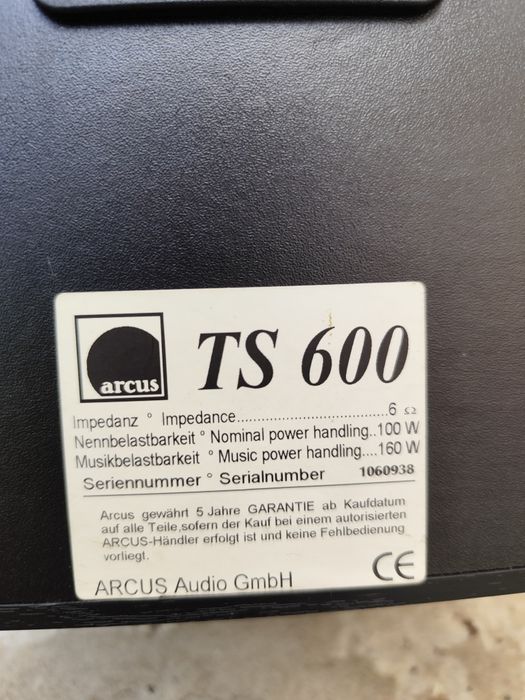 arcus
TS 600
Impedanz ° Impedance..............................6 Ω
Nennbelastbarkeit ° Nominal power handling..100 W
Musikbelastbarkeit ° Music power handling....160 W
Seriennummer ° Serialnumber 1060938
Arcus gewährt 5 Jahre GARANTIE ab Kaufdatum
auf alle Teile,sofern der Kauf bei einem autorisierten
ARCUS-Händler erfolgt ist und keine Fehlbedienung
vorliegt.
ARCUS Audio GmbH
CE